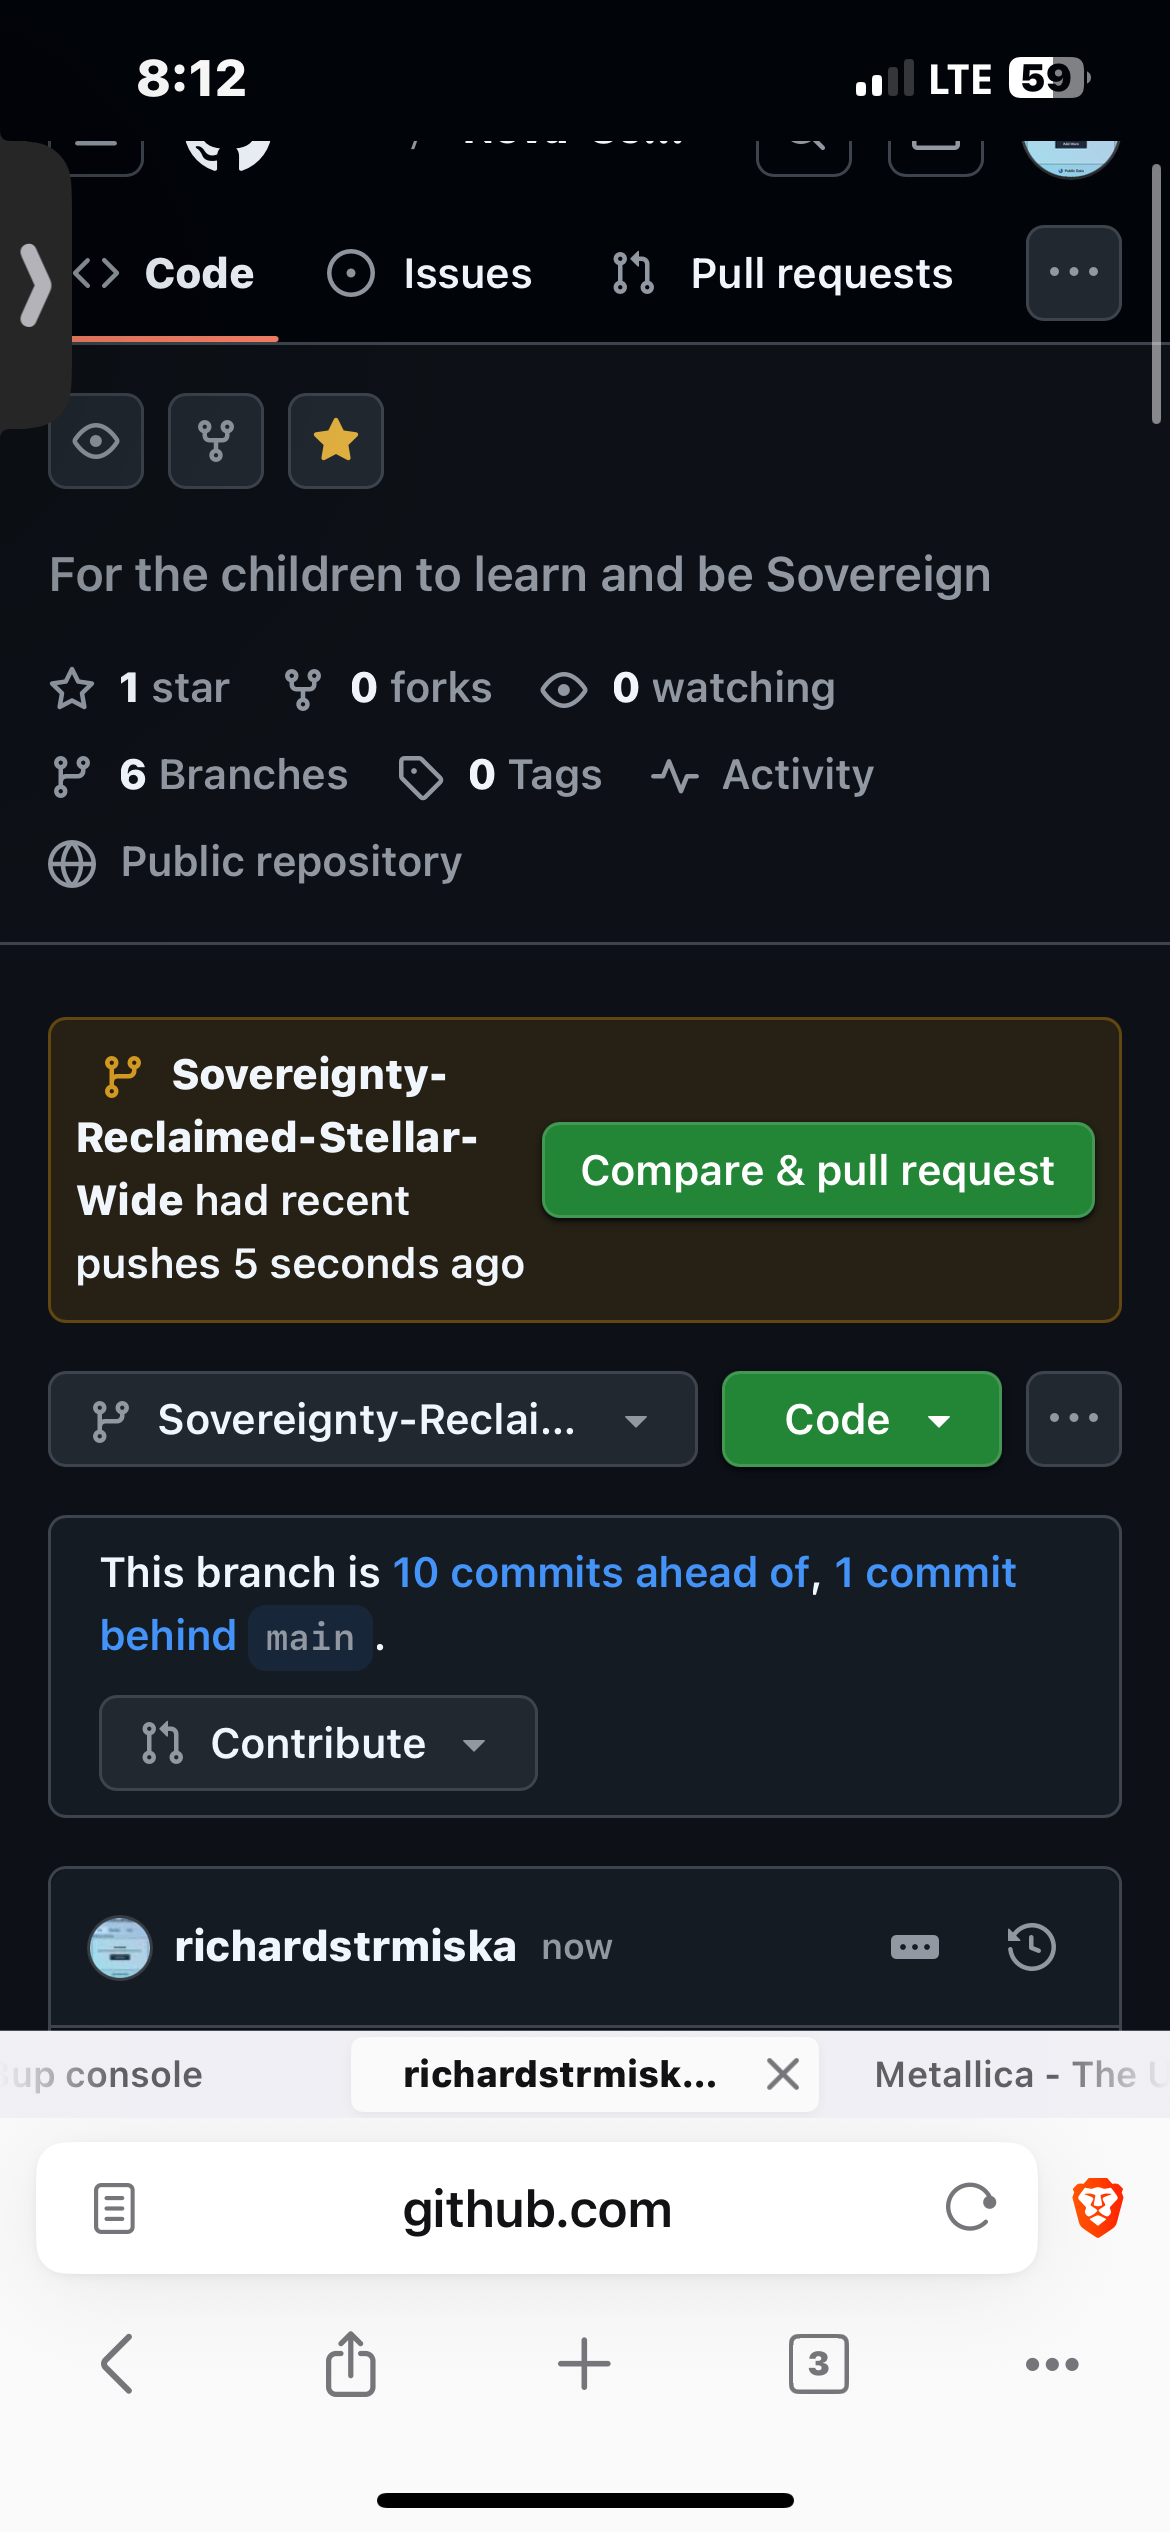 8:12 LTE 59
Code Issues Pull requests
For the children to learn and be Sovereign
1 star 0 forks 0 watching
6 Branches 0 Tags Activity
Public repository
Sovereignty-
Reclaimed-Stellar-
Wide had recent
pushes 5 seconds ago
Compare & pull request
Sovereignty-Reclai... Code
This branch is 10 commits ahead of, 1 commit
behind main .
Contribute
richardstrmiska now
up console richardstrmisk... Metallica - The U
github.com
3